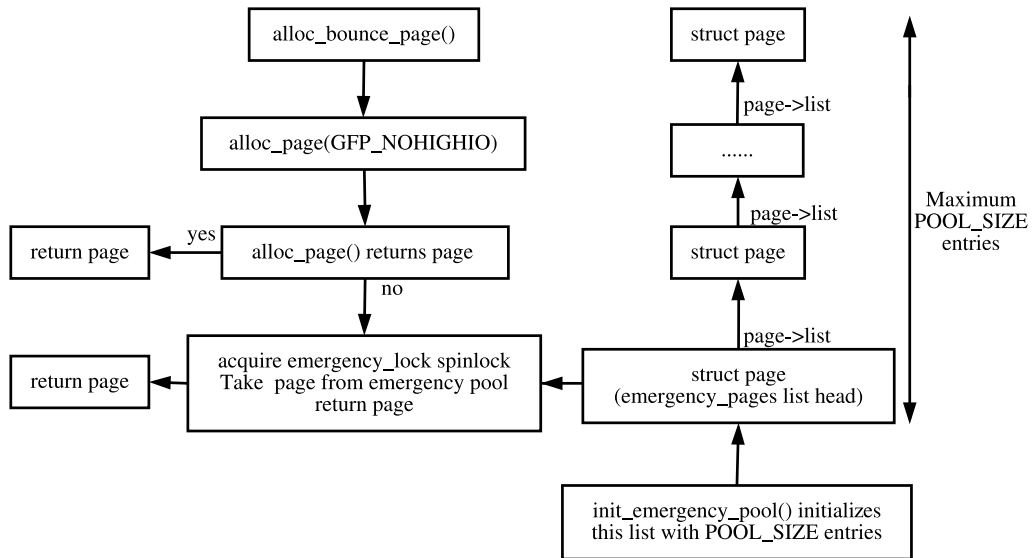 alloc_bounce_page()
struct page
page->list
alloc_page(GFP_NOHIGHIO)
......
page->list
Maximum
POOL_SIZE
entries
yes
return page
alloc_page() returns page
struct page
no
page->list
return page
acquire emergency_lock spinlock
Take page from emergency pool
return page
struct page
(emergency_pages list head)
init_emergency_pool() initializes
this list with POOL_SIZE entries